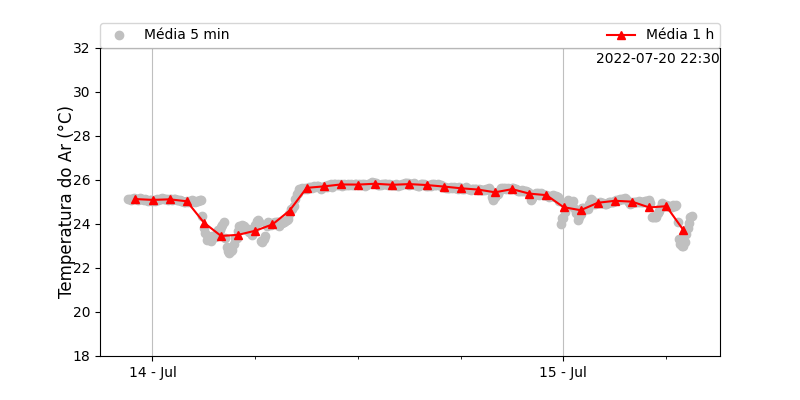 Média 5 min
Média 1 h
2022-07-20 22:30
Temperatura do Ar (°C)
32
30
28
26
24
22
20
18
14 - Jul
15 - Jul